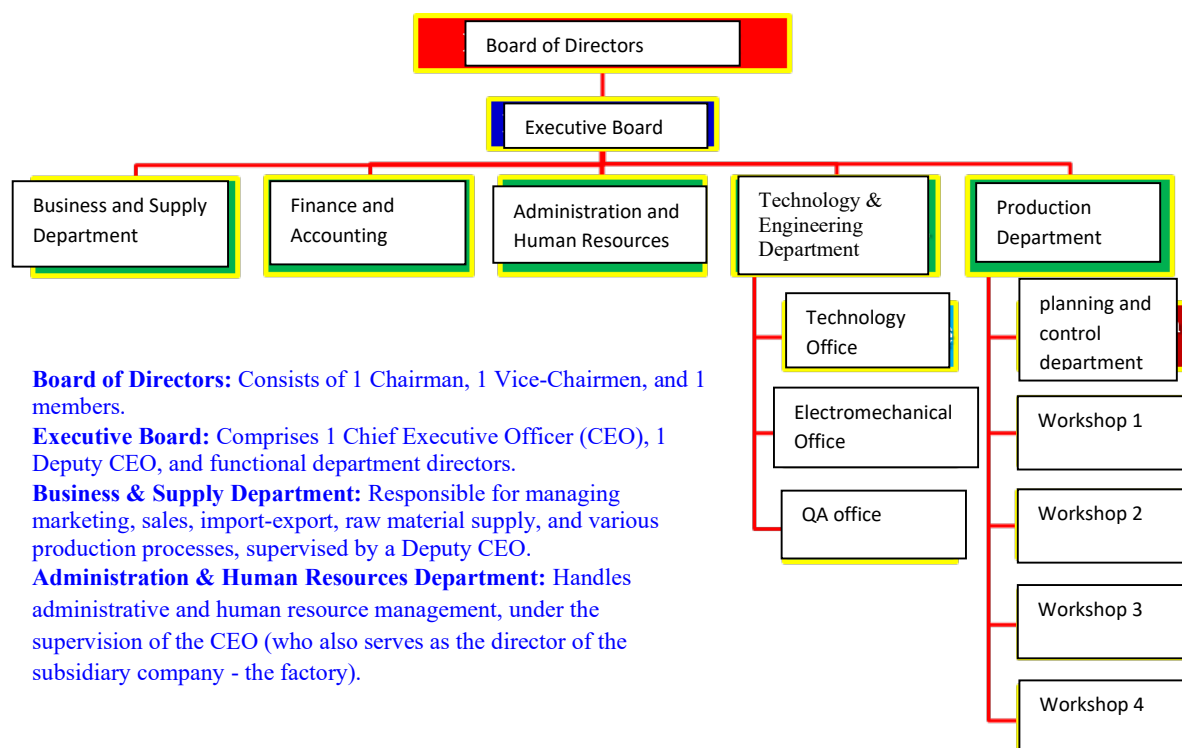 Board of Directors
Executive Board
Business and Supply
Department
Finance and
Accounting
Administration and
Human Resources
Technology &
Engineering
Department
Production
Department
Technology
Office
planning and
control
department
Electromechanical
Office
Workshop 1
QA office
Workshop 2
Workshop 3
Workshop 4
Board of Directors: Consists of 1 Chairman, 1 Vice-Chairmen, and 1
members.
Executive Board: Comprises 1 Chief Executive Officer (CEO), 1
Deputy CEO, and functional department directors.
Business & Supply Department: Responsible for managing
marketing, sales, import-export, raw material supply, and various
production processes, supervised by a Deputy CEO.
Administration & Human Resources Department: Handles
administrative and human resource management, under the
supervision of the CEO (who also serves as the director of the
subsidiary company - the factory).